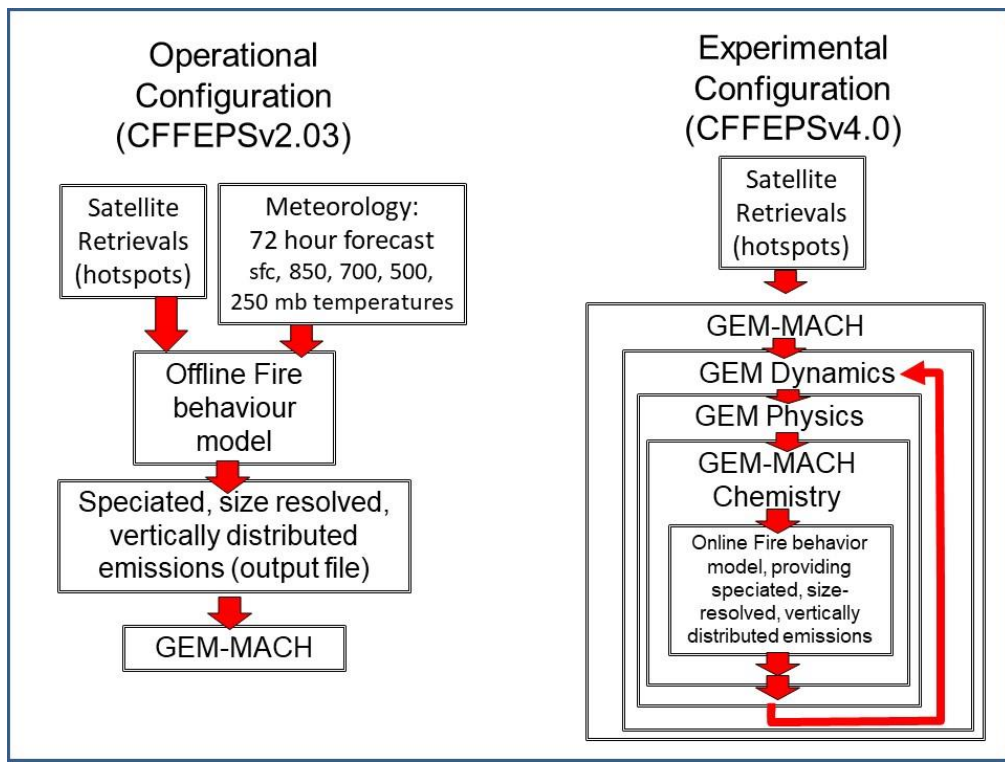 Operational
Configuration
(CFFEPSv2.03)
Satellite
Retrievals
(hotspots)
Meteorology:
72 hour forecast
sfc, 850, 700, 500,
250 mb temperatures
Offline Fire
behaviour
model
Speciated, size resolved,
vertically distributed
emissions (output file)
GEM-MACH
Experimental
Configuration
(CFFEPSv4.0)
Satellite
Retrievals
(hotspots)
GEM-MACH
GEM Dynamics
GEM Physics
GEM-MACH
Chemistry
Online Fire behavior
model, providing
speciated, size-
resolved, vertically
distributed emissions